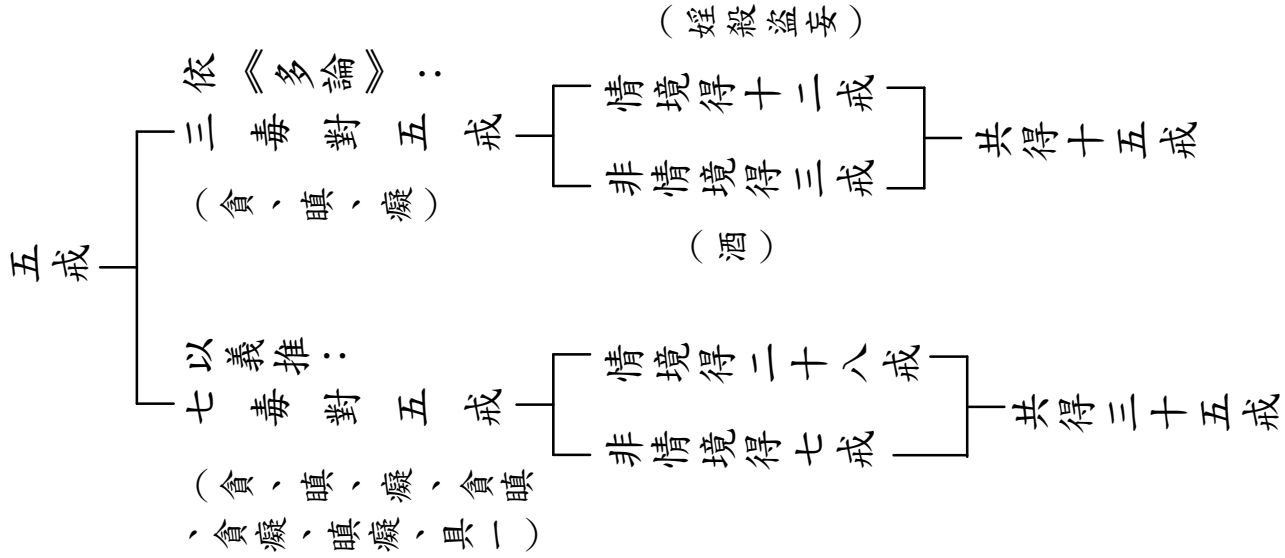 五戒
依《多論》：
三毒對五戒
（貪、瞋、癡）
情境得十二戒
（婬殺盜妄）
非情境得三戒
（酒）
共得十五戒
以義推：
七毒對五戒
（貪、瞋、癡、貪瞋
、貪癡、瞋癡、具一）
情境得二十八戒
非情境得七戒
共得三十五戒